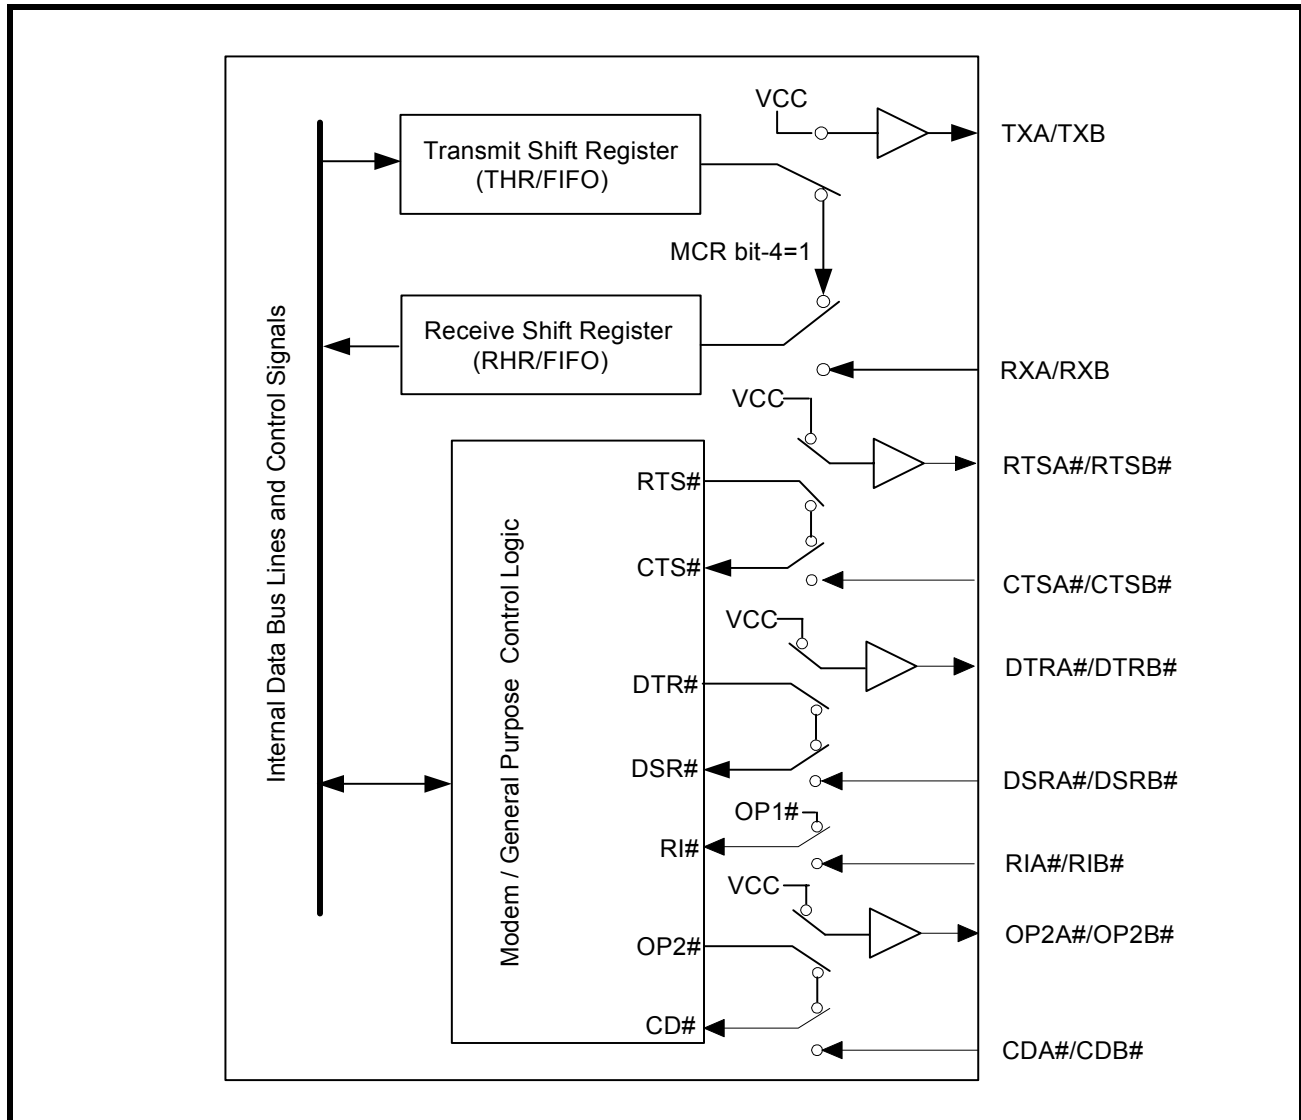 VCC
TXA/TXB
Transmit Shift Register
(THR/FIFO)
MCR bit-4=1
Receive Shift Register
(RHR/FIFO)
RXA/RXB
Internal Data Bus Lines and Control Signals
VCC
RTSA#/RTSB#
RTS#
CTS#
CTSA#/CTSB#
Modem / General Purpose Control Logic
VCC
DTRA#/DTRB#
DTR#
DSR#
DSRA#/DSRB#
OP1#
RI#
RIA#/RIB#
VCC
OP2A#/OP2B#
OP2#
CD#
CDA#/CDB#